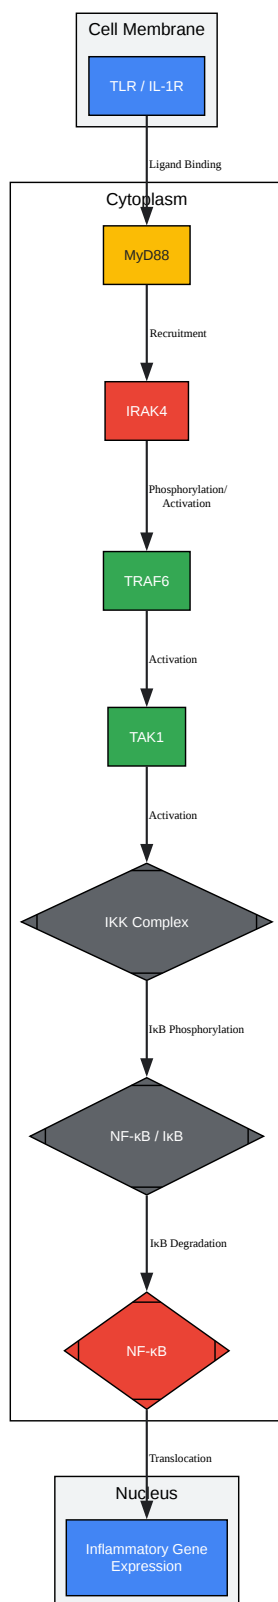 Cell Membrane
TLR / IL-1R
Ligand Binding
Cytoplasm
MyD88
Recruitment
IRAK4
Phosphorylation/
Activation
TRAF6
Activation
TAK1
Activation
IKK Complex
IκB Phosphorylation
NF-κB / IκB
IκB Degradation
NF-κB
Translocation
Nucleus
Inflammatory Gene
Expression